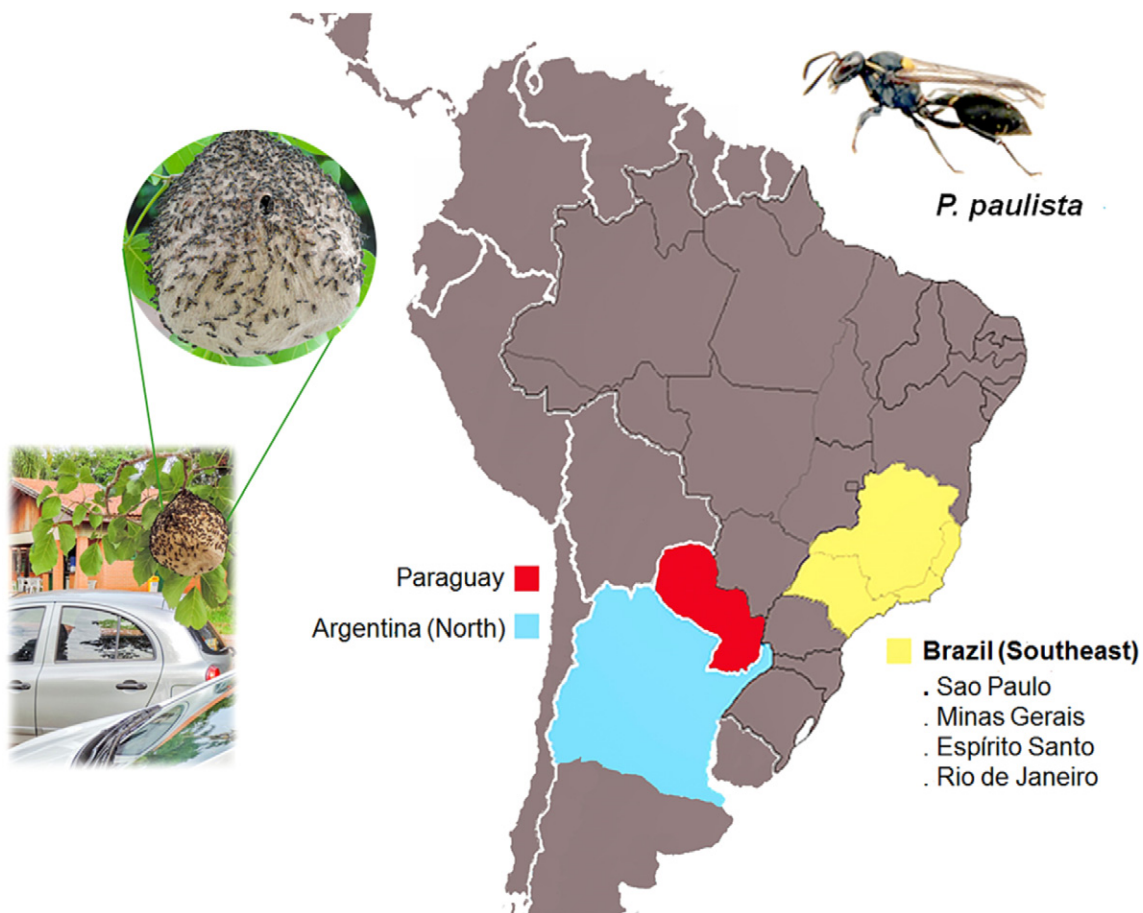 P. paulista
Paraguay
Argentina (North)
Brazil (Southeast)
. Sao Paulo
. Minas Gerais
. Espírito Santo
. Rio de Janeiro